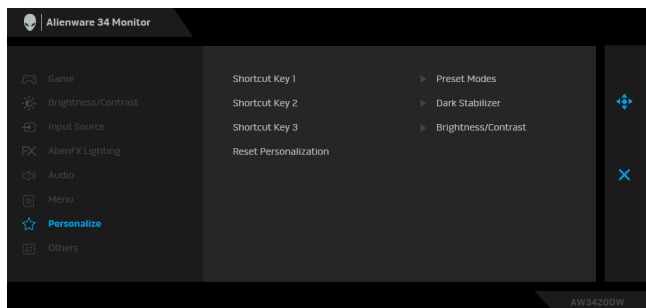 Alienware 34 Monitor
Game
Brightness/Contrast
Input Source
AlienFX Lighting
Audio
Menu
Personalize
Others
Shortcut Key 1 Preset Modes
Shortcut Key 2 Dark Stabilizer
Shortcut Key 3 Brightness/Contrast
Reset Personalization
AW3420DW